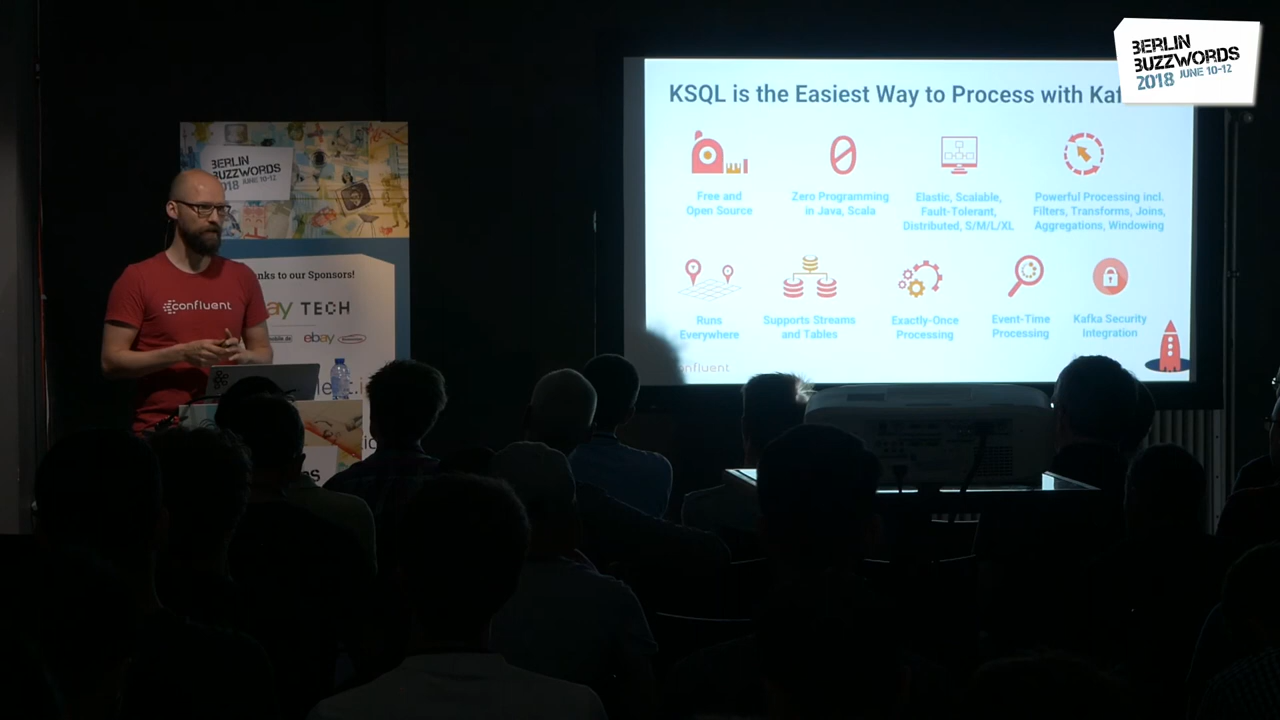 BERLIN
BUZZWORDS
2018 JUNE 10-12
KSQL is the Easiest Way to Process with
Free and
Open Source
Zero Programming
in Java, Scala
Elastic, Scalable,
Fault-Tolerant,
Distributed, S/M/L/XL
Powerful Processing incl.
Filters, Transforms, Joins,
Aggregations, Windowing
Runs
Everywhere
Supports Streams
and Tables
Exactly-Once
Processing
Event-Time
Processing
Kafka Security
Integration
confluent
BERLIN
BUZZWORDS
2018 JUNE 10-12
to our Sponsors!
TECH
ebay
confluent